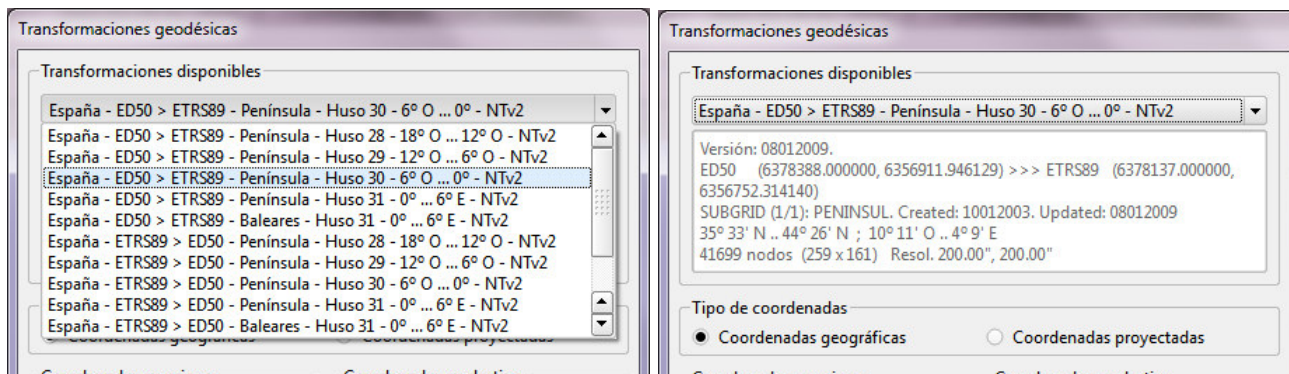 Transformaciones geodésicas
Transformaciones disponibles
España - ED50 > ETRS89 - Península - Huso 30 - 6º O ... 0º - NTv2
España - ED50 > ETRS89 - Península - Huso 28 - 18º O ... 12º O - NTv2
España - ED50 > ETRS89 - Península - Huso 29 - 12º O ... 6º O - NTv2
España - ED50 > ETRS89 - Península - Huso 30 - 6º O ... 0º - NTv2
España - ED50 > ETRS89 - Península - Huso 31 - 0º ... 6º E - NTv2
España - ED50 > ETRS89 - Baleares - Huso 31 - 0º ... 6º E - NTv2
España - ETRS89 > ED50 - Península - Huso 28 - 18º O ... 12º O - NTv2
España - ETRS89 > ED50 - Península - Huso 29 - 12º O ... 6º O - NTv2
España - ETRS89 > ED50 - Península - Huso 30 - 6º O ... 0º - NTv2
España - ETRS89 > ED50 - Península - Huso 31 - 0º ... 6º E - NTv2
España - ETRS89 > ED50 - Baleares - Huso 31 - 0º ... 6º E - NTv2
Transformaciones geodésicas
Transformaciones disponibles
España - ED50 > ETRS89 - Península - Huso 30 - 6º O ... 0º - NTv2
Versión: 08012009.
ED50 (6378388.000000, 6356911.946129) >>> ETRS89 (6378137.000000,
6356752.314140)
SUBGRID (1/1): PENINSUL. Created: 10012003. Updated: 08012009
35º 33' N .. 44º 26' N ; 10º 11' O .. 4º 9' E
41699 nodos (259 x 161) Resol. 200.00", 200.00"
Tipo de coordenadas
Coordenadas geográficas
Coordenadas proyectadas